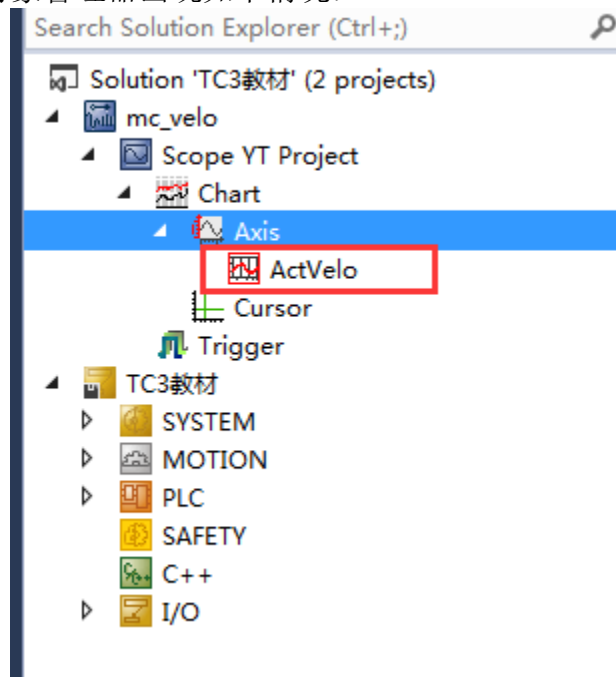 Search Solution Explorer (Ctrl+;)
Solution 'TC3教材' (2 projects)
mc_velo
Scope YT Project
Chart
Axis
ActVelo
Cursor
Trigger
TC3教材
SYSTEM
MOTION
PLC
SAFETY
C++
I/O